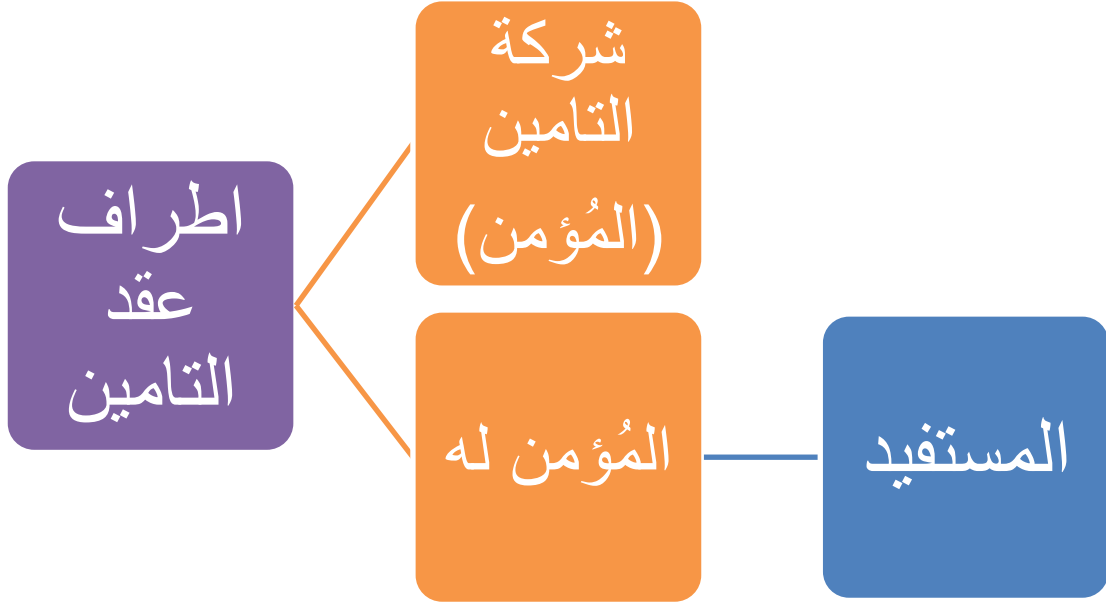 اطراف
عقد
التامين
شركة
التامين
(المُؤمن)
المُؤمن له
المستفيد